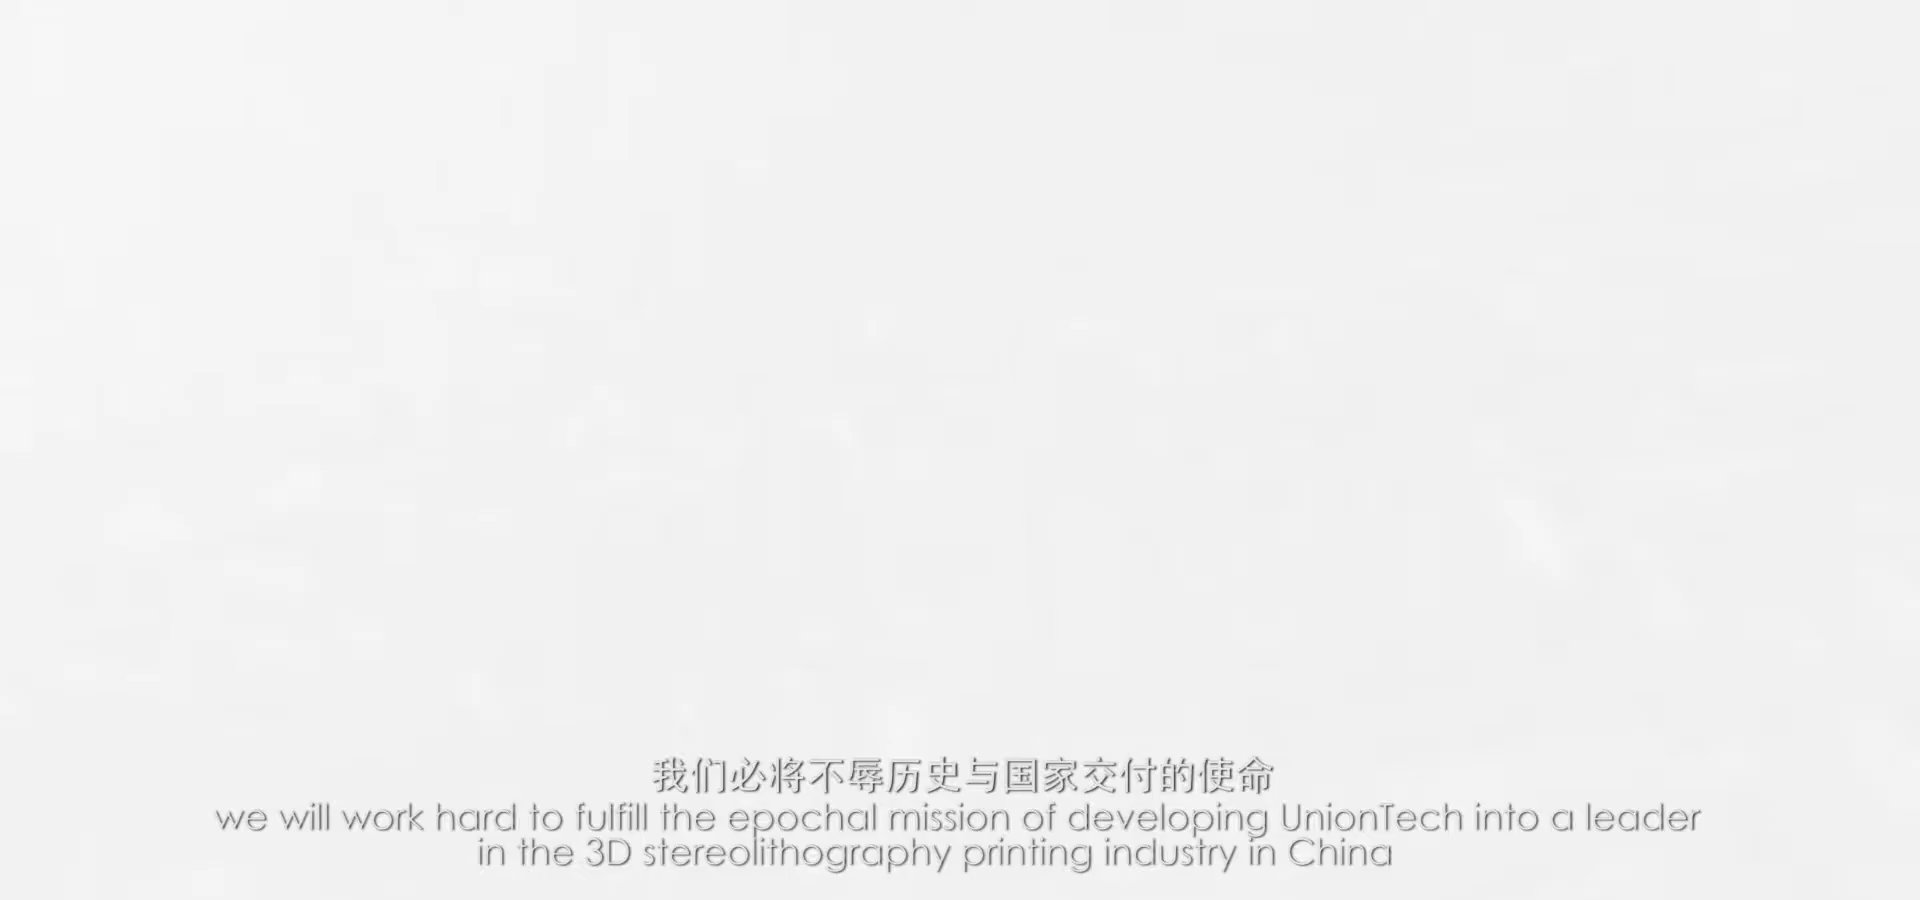 我们必将不辱历史与国家交付的使命
we will work hard to fulfill the epochal mission of developing UnionTech into a leader
in the 3D stereolithography printing industry in China